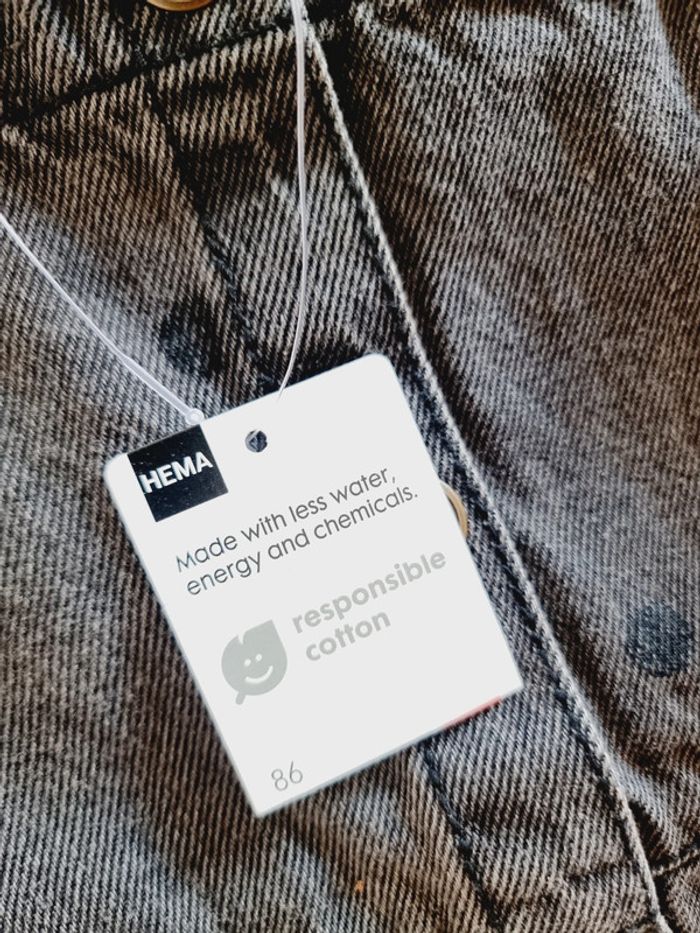 HEMA
Made with less water,
energy and chemicals.
responsible
cotton
86